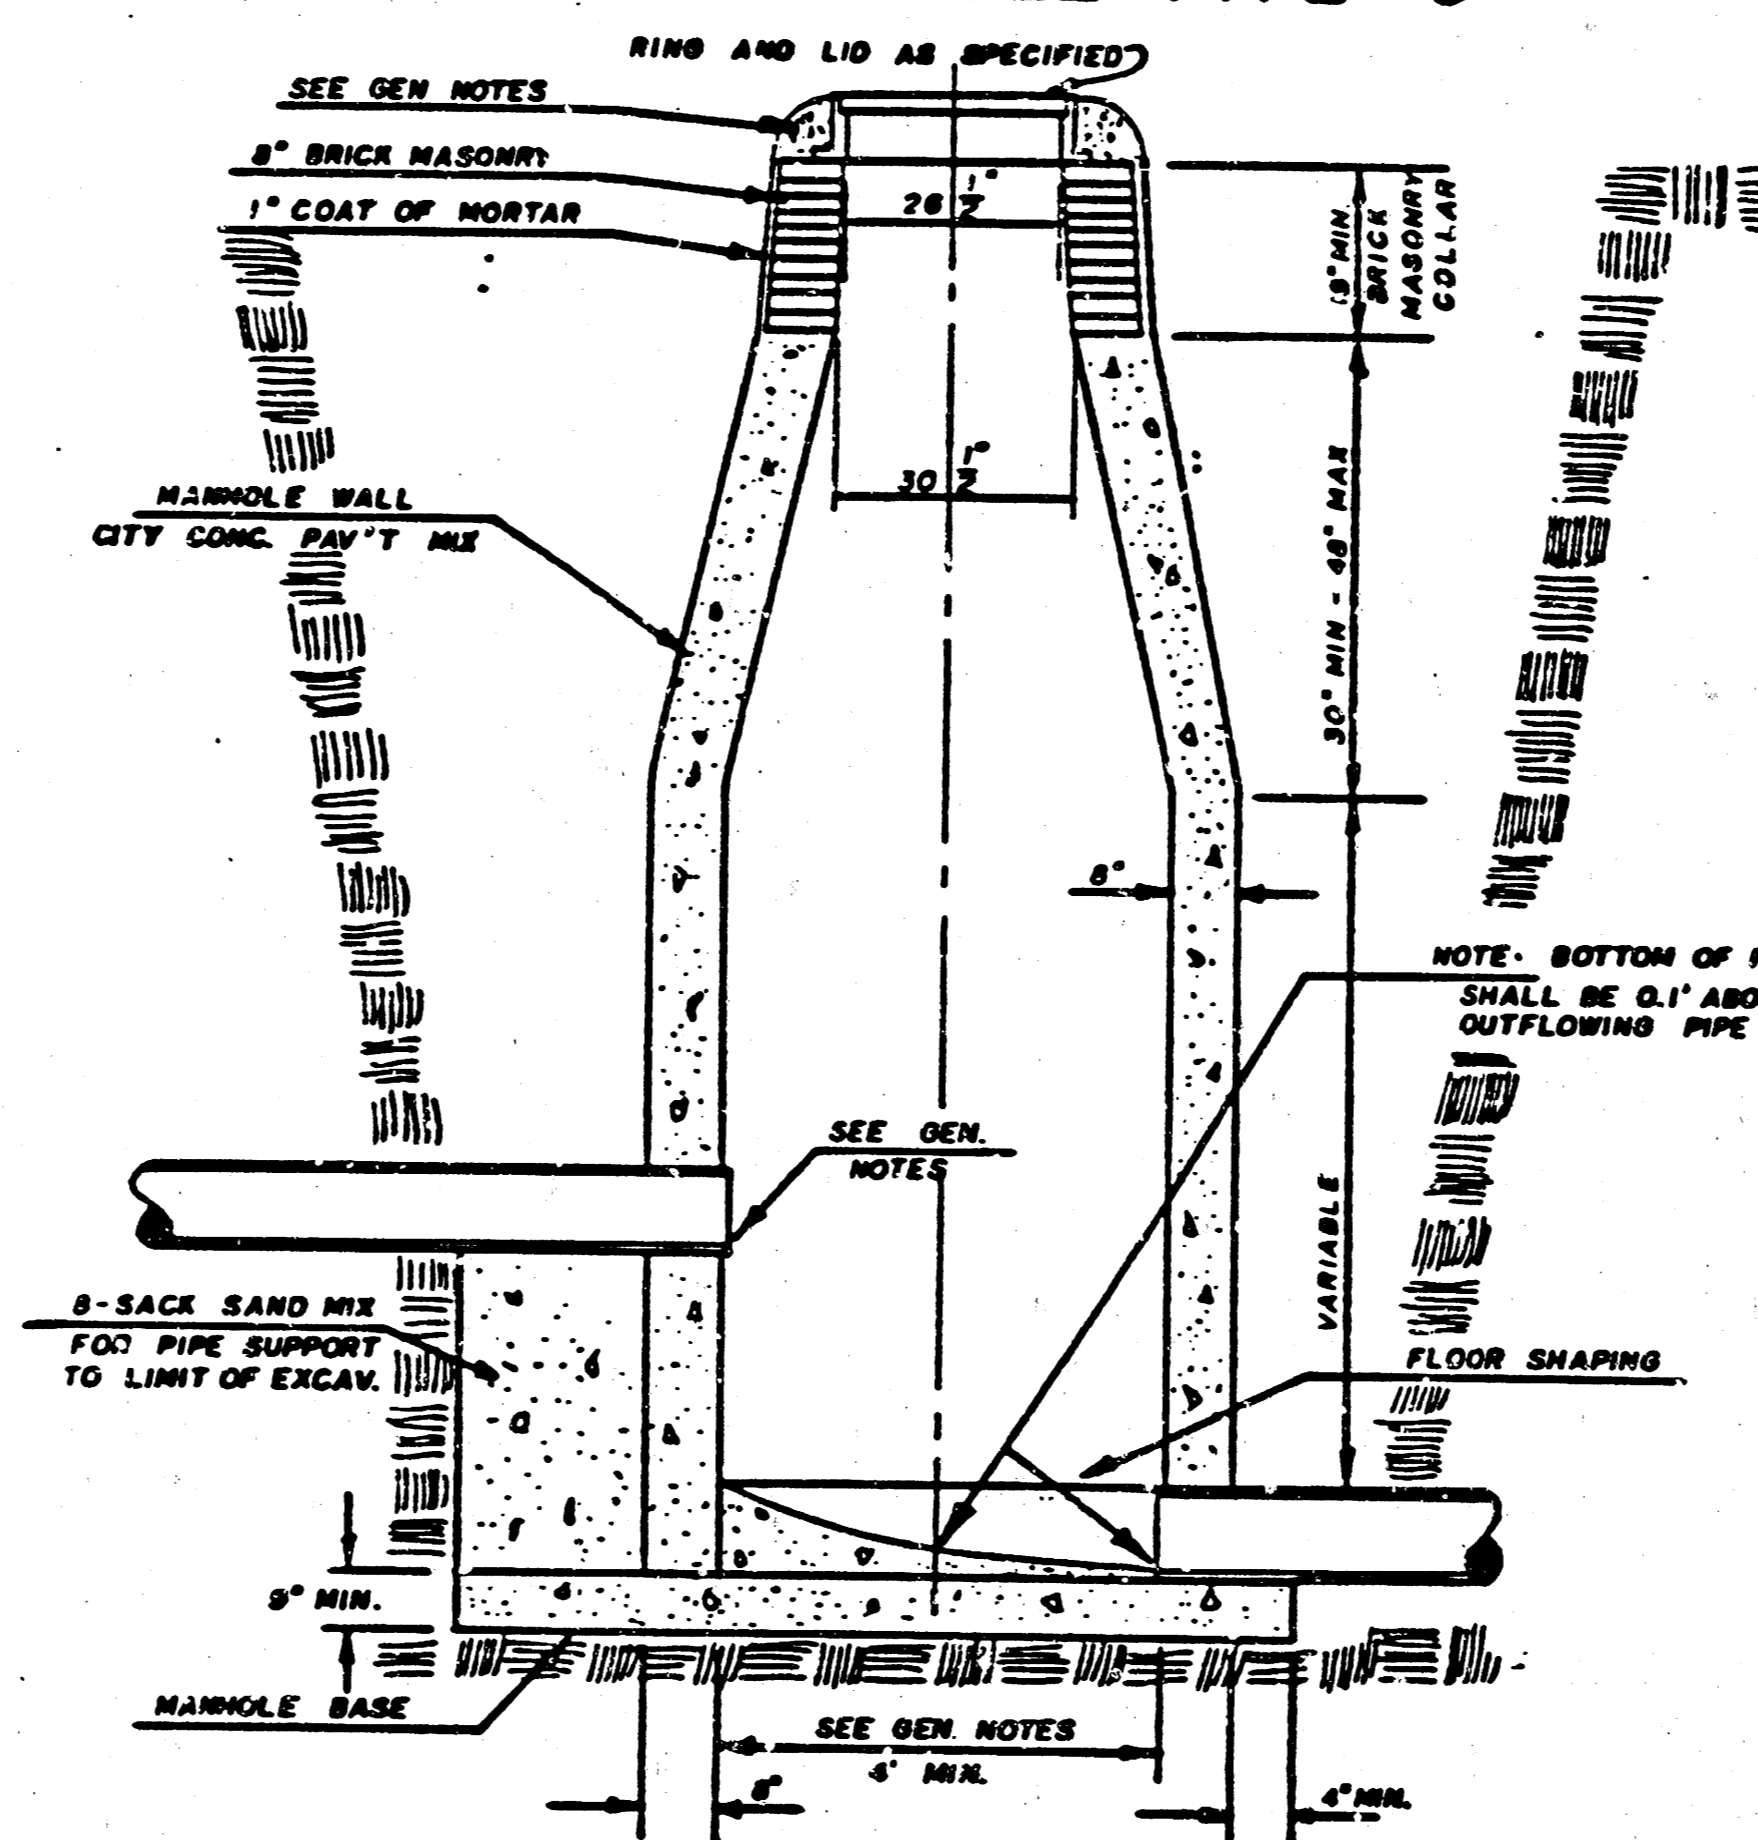 RING AND LID AS SPECIFIED
SEE GEN NOTES
8" BRICK MASONRY
1" COAT OF MORTAR
26 1/2"
MIN
BRICK
MASONRY
COLLAR
30 1/2"
MANHOLE WALL
CITY CONC. PAV'T MIX
30" MIN - 48" MAX
8"
NOTE. BOTTOM OF
SHALL BE 0.1' ABO
OUTFLOWING PIPE
SEE GEN.
NOTES
VARIABLE
8-SACK SAND MIX
FOR PIPE SUPPORT
TO LIMIT OF EXCAV.
FLOOR SHAPING
MIN.
MANHOLE BASE
SEE GEN. NOTES
MIN.
8"
4" MIN.